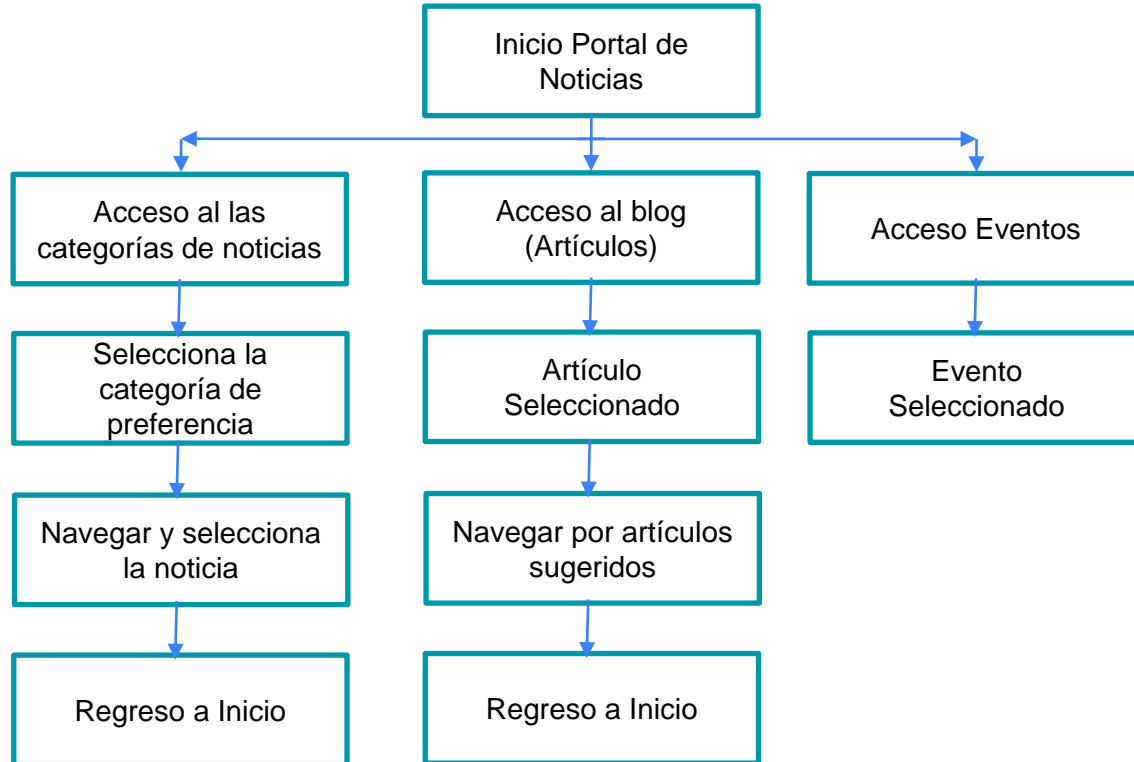 Inicio Portal de
Noticias
Acceso al las
categorías de noticias
Acceso al blog
(Artículos)
Acceso Eventos
Selecciona la
categoría de
preferencia
Artículo
Seleccionado
Evento
Seleccionado
Navegar y selecciona
la noticia
Navegar por artículos
sugeridos
Regreso a Inicio
Regreso a Inicio